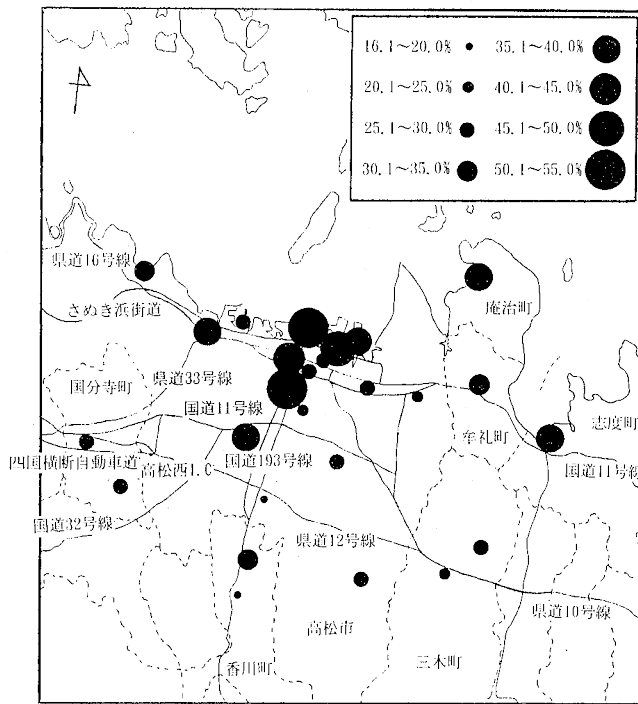 16.1～20.0% 35.1～40.0%
20.1～25.0% 40.1～45.0%
25.1～30.0% 45.1～50.0%
30.1～35.0% 50.1～55.0%
県道16号線
さぬき浜街道
庵治町
県道33号線
国分寺町
国道11号線
志度町
牟礼町
四国横断自動車道
高松西I.C
国道193号線
国道11号線
国道32号線
県道12号線
県道10号線
高松市
香川町
三木町